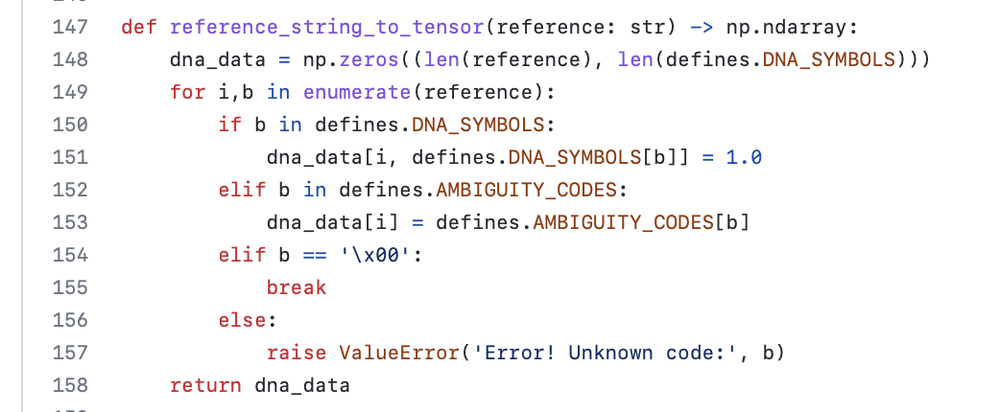 147 def reference_string_to_tensor(reference: str) -> np.ndarray:
148     dna_data = np.zeros((len(reference), len(defines.DNA_SYMBOLS)))
149     for i,b in enumerate(reference):
150         if b in defines.DNA_SYMBOLS:
151             dna_data[i, defines.DNA_SYMBOLS[b]] = 1.0
152         elif b in defines.AMBIGUITY_CODES:
153             dna_data[i] = defines.AMBIGUITY_CODES[b]
154         elif b == '\x00':
155             break
156         else:
157             raise ValueError('Error! Unknown code:', b)
158     return dna_data